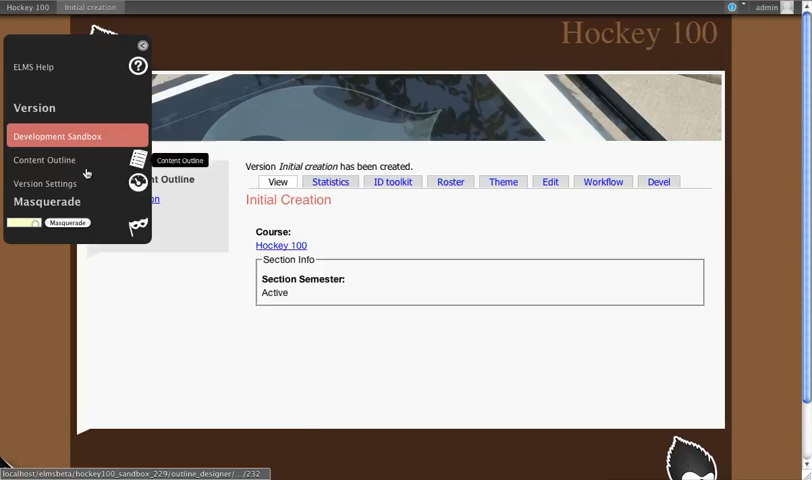 Hockey 100 Initial creation admin
Hockey 100
ELMS Help
Version
Development Sandbox
Content Outline
Content Outline
Version Settings
Masquerade
Masquerade
nt Outline
on
Version Initial creation has been created.
View Statistics ID toolkit Roster Theme Edit Workflow Devel
Initial Creation
Course:
Hockey 100
Section Info
Section Semester:
Active
localhost/elmsbeta/hockey100_sandbox_229/outline_designer/.../232